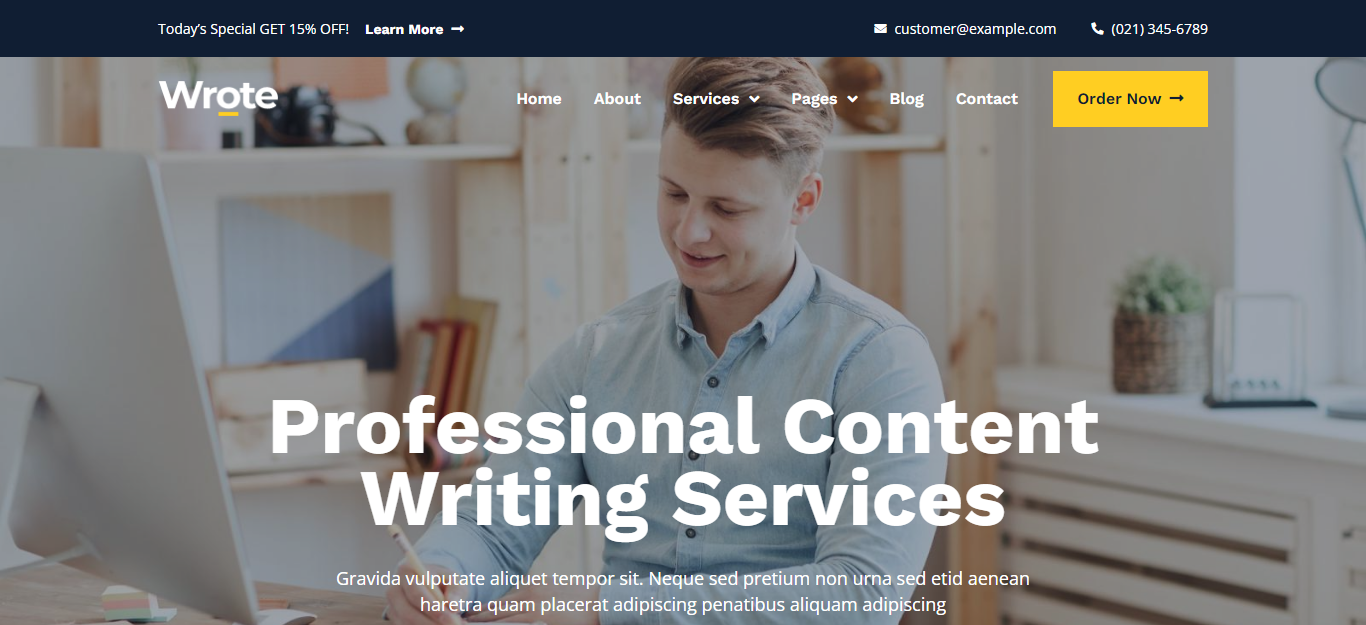 Today's Special GET 15% OFF! Learn More
customer@example.com (021) 345-6789
Wrote
Home About Services Pages Blog Contact Order Now
Professional Content
Writing Services
Gravida vulputate aliquet tempor sit. Neque sed pretium non urna sed etid aenean
haretra quam placerat adipiscing penatibus aliquam adipiscing